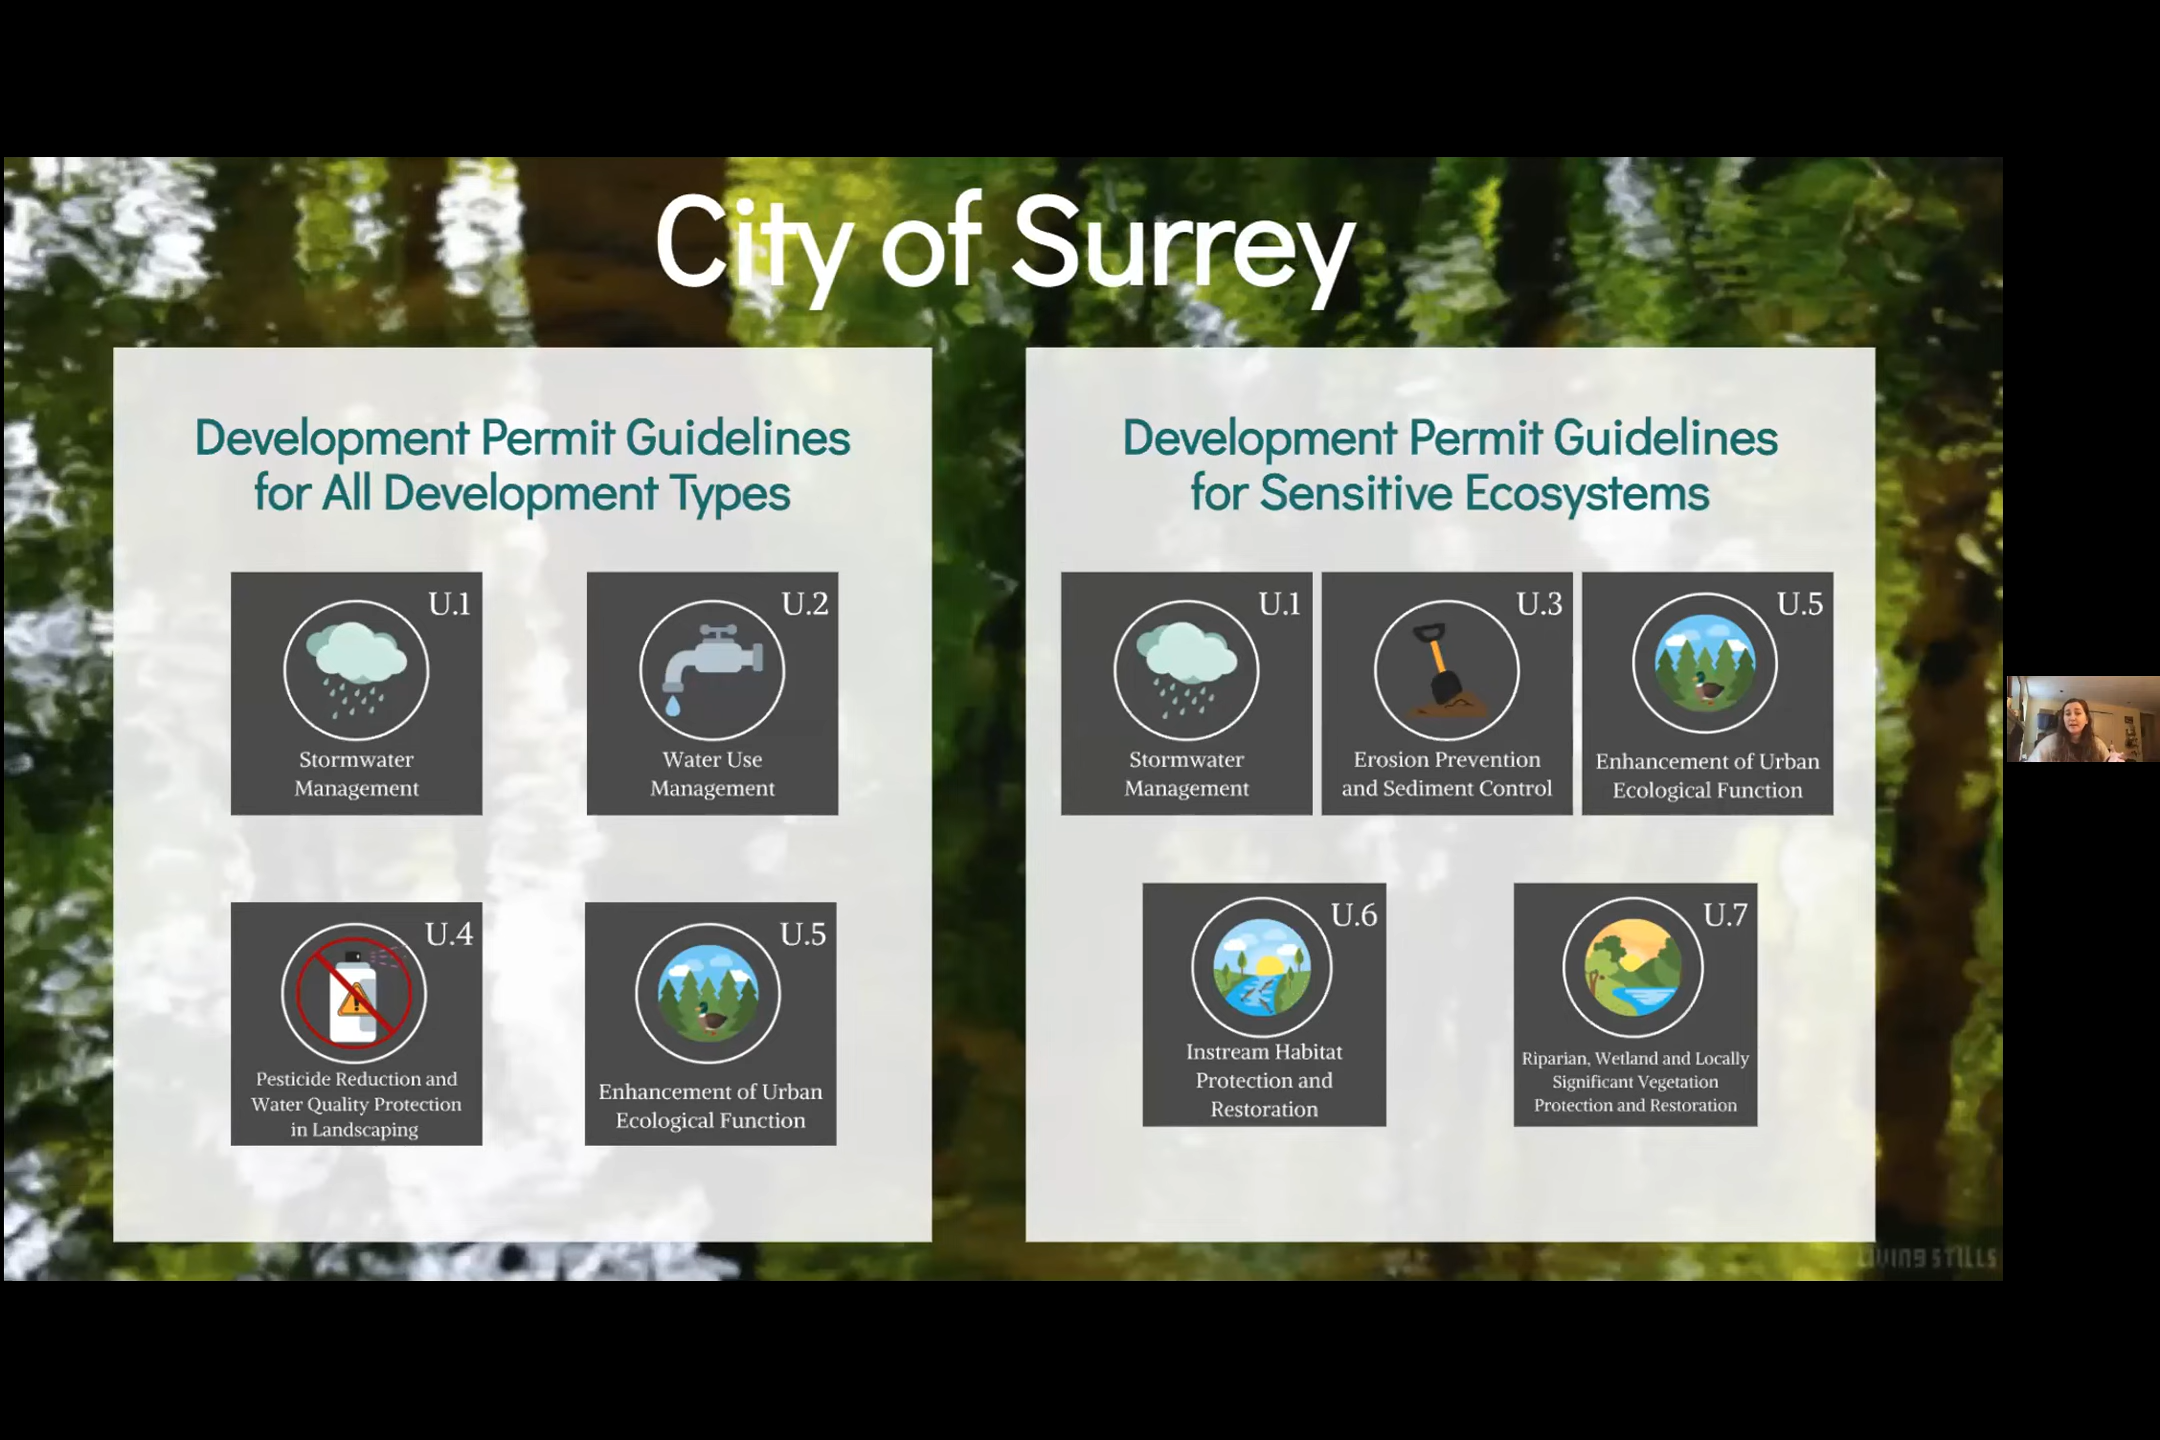 City of Surrey
Development Permit Guidelines
for All Development Types
U.1
Stormwater
Management
U.2
Water Use
Management
U.4
Pesticide Reduction and
Water Quality Protection
in Landscaping
U.5
Enhancement of Urban
Ecological Function
Development Permit Guidelines
for Sensitive Ecosystems
U.1
Stormwater
Management
U.3
Erosion Prevention
and Sediment Control
U.5
Enhancement of Urban
Ecological Function
U.6
Instream Habitat
Protection and
Restoration
U.7
Riparian, Wetland and Locally
Significant Vegetation
Protection and Restoration
LIVING STILLS